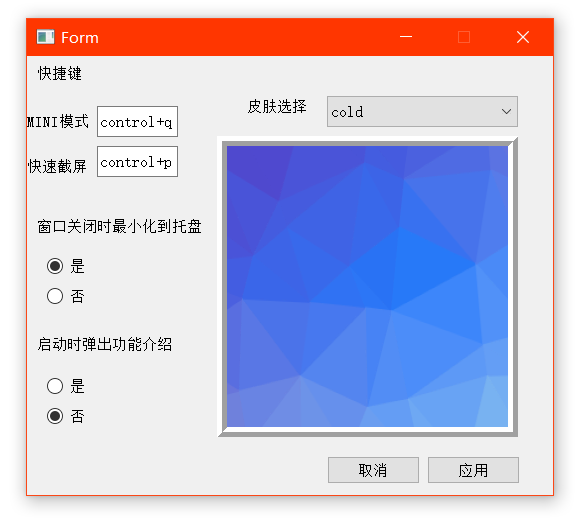 Form
快捷键
MINI模式 control+q
快速截屏 control+p
皮肤选择 cold
窗口关闭时最小化到托盘
是
否
启动时弹出功能介绍
是
否
取消 应用